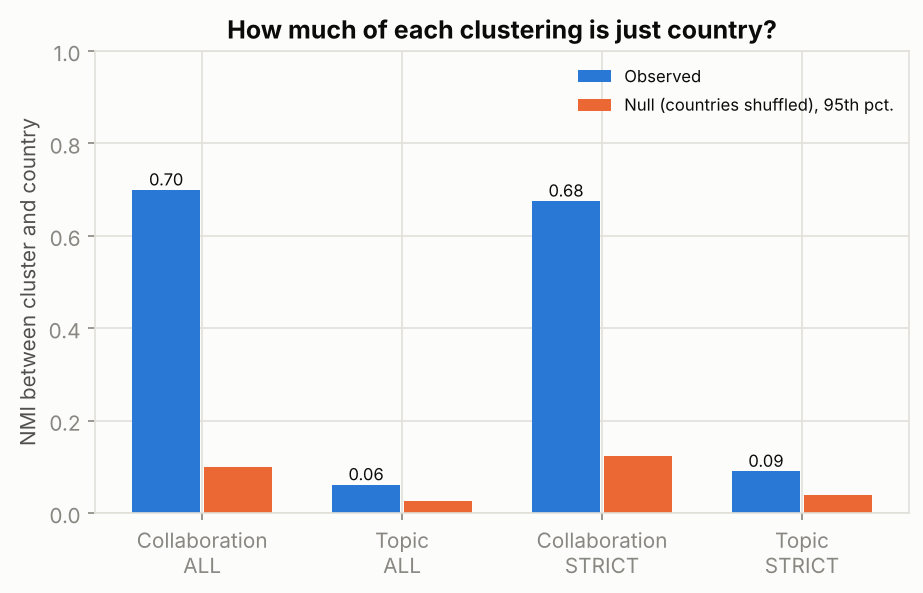 How much of each clustering is just country?
Observed
Null (countries shuffled), 95th pct.
NMI between cluster and country
1.0
0.8
0.6
0.4
0.2
0.0
0.70
0.06
0.68
0.09
Collaboration
ALL
Topic
ALL
Collaboration
STRICT
Topic
STRICT